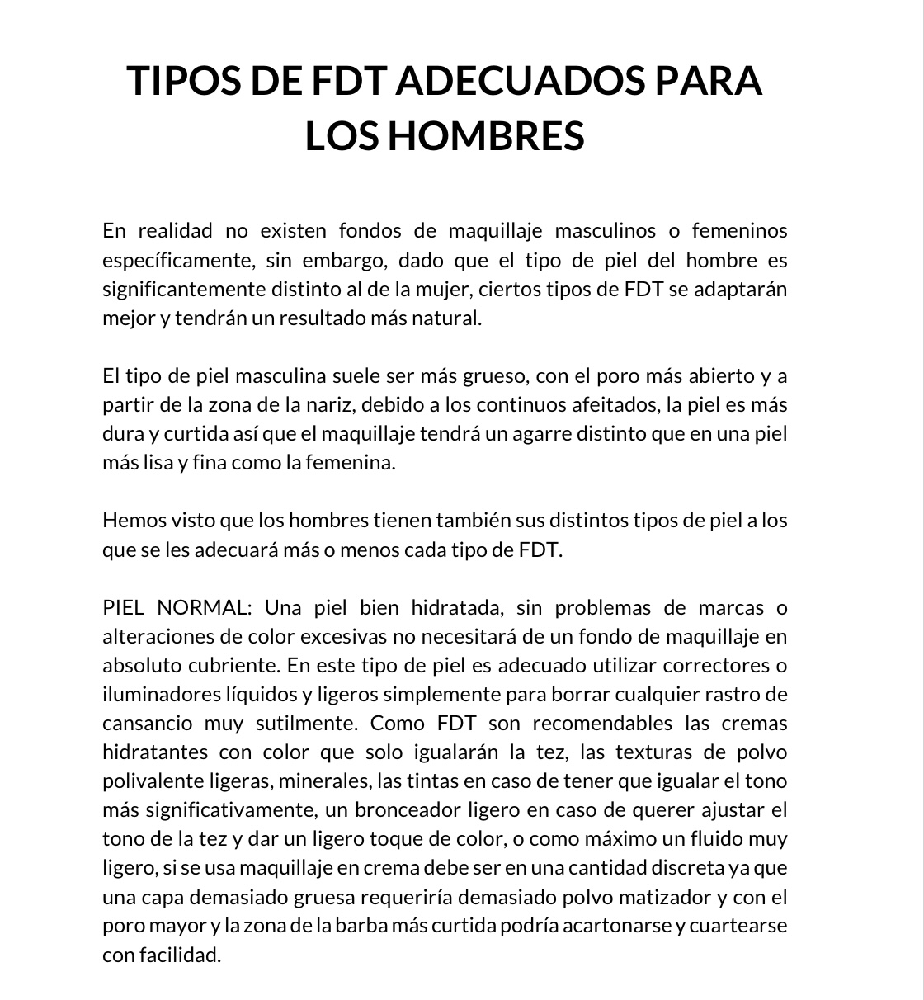 TIPOS DE FDT ADECUADOS PARA
LOS HOMBRES
En realidad no existen fondos de maquillaje masculinos o femeninos
específicamente, sin embargo, dado que el tipo de piel del hombre es
significantemente distinto al de la mujer, ciertos tipos de FDT se adaptarán
mejor y tendrán un resultado más natural.
El tipo de piel masculina suele ser más grueso, con el poro más abierto y a
partir de la zona de la nariz, debido a los continuos afeitados, la piel es más
dura y curtida así que el maquillaje tendrá un agarre distinto que en una piel
más lisa y fina como la femenina.
Hemos visto que los hombres tienen también sus distintos tipos de piel a los
que se les adecuará más o menos cada tipo de FDT.
PIEL NORMAL: Una piel bien hidratada, sin problemas de marcas o
alteraciones de color excesivas no necesitará de un fondo de maquillaje en
absoluto cubriente. En este tipo de piel es adecuado utilizar correctores o
iluminadores líquidos y ligeros simplemente para borrar cualquier rastro de
cansancio muy sutilmente. Como FDT son recomendables las cremas
hidratantes con color que solo igualarán la tez, las texturas de polvo
polivalente ligeras, minerales, las tintas en caso de tener que igualar el tono
más significativamente, un bronceador ligero en caso de querer ajustar el
tono de la tez y dar un ligero toque de color, o como máximo un fluido muy
ligero, si se usa maquillaje en crema debe ser en una cantidad discreta ya que
una capa demasiado gruesa requeriría demasiado polvo matizador y con el
poro mayor y la zona de la barba más curtida podría acartonarse y cuartearse
con facilidad.